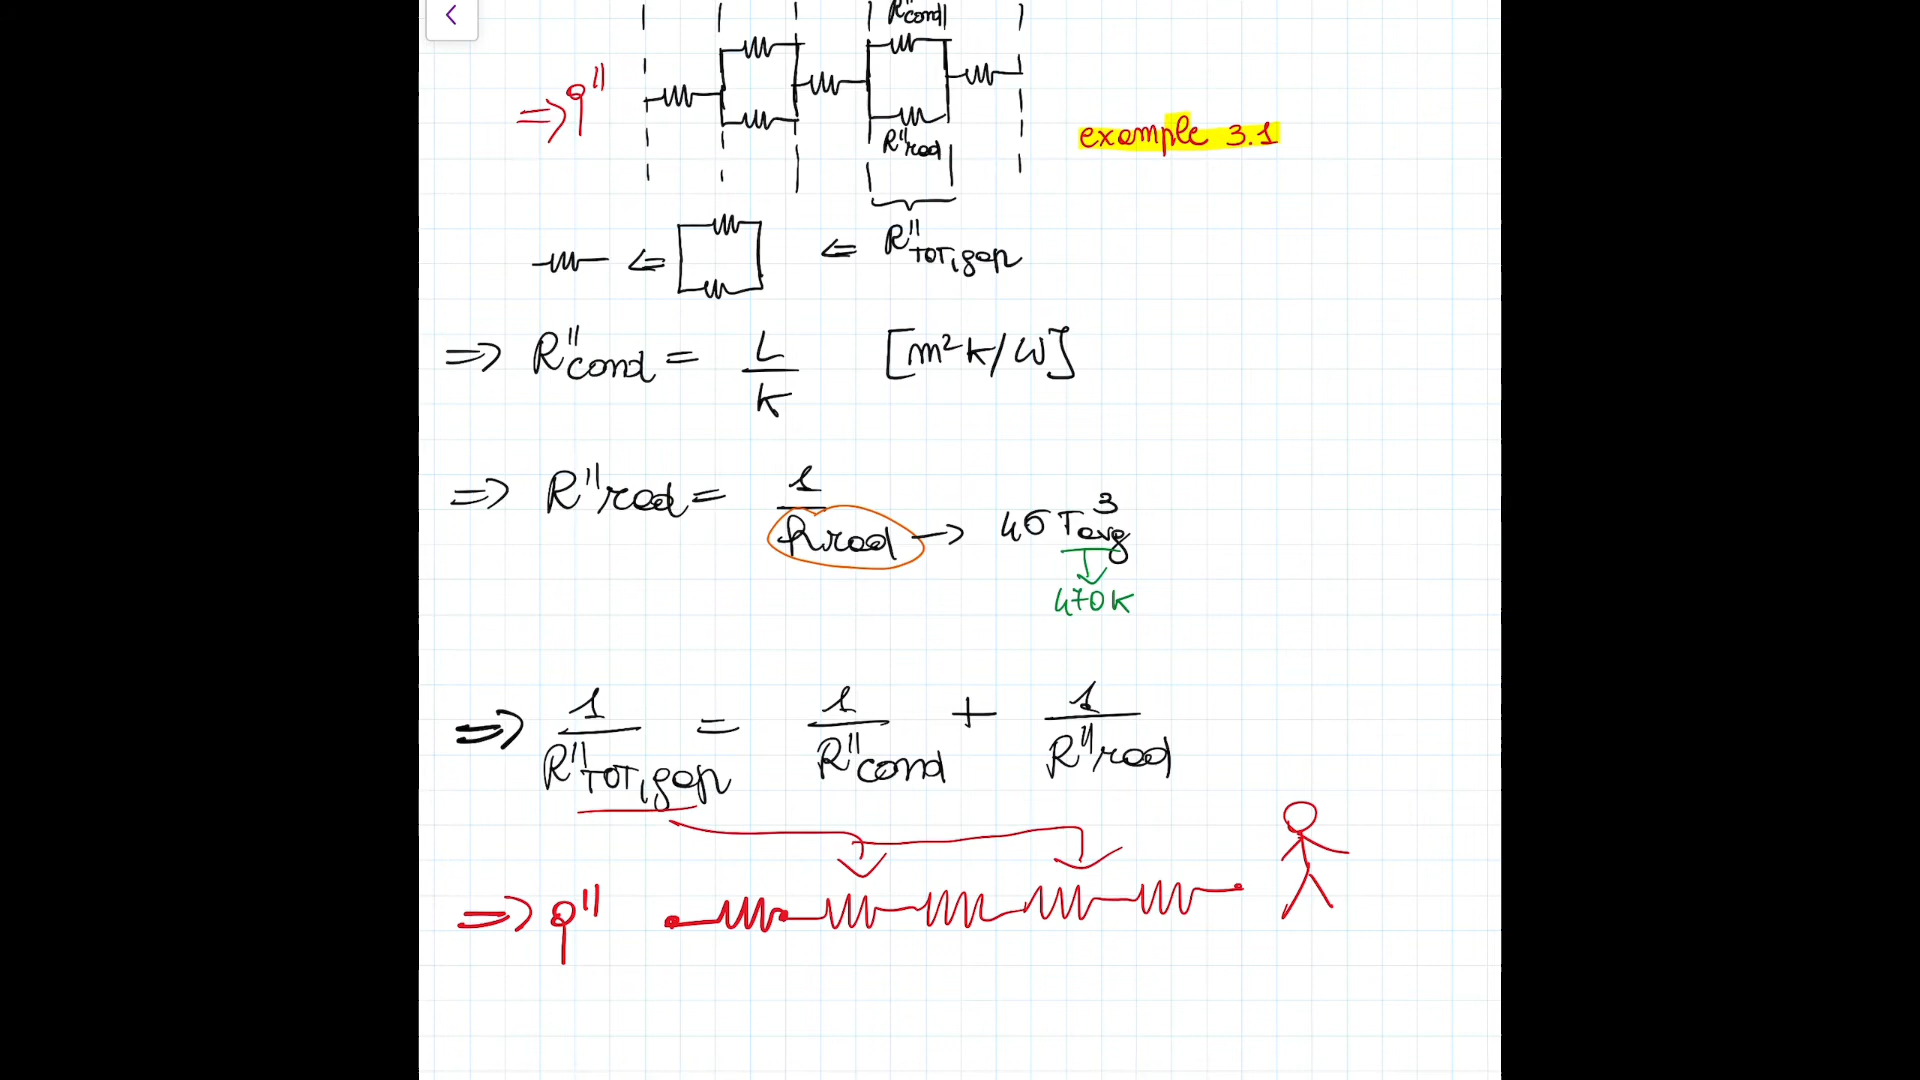 R"cond
⇒ q"
example 3.1
R"rad
⇐ ⇐ R"TOT,gap
⇒ R"cond = L/k [m²K/W]
⇒ R"rad = 1/hrad → 4σTavg³
470K
⇒ 1/R"TOT,gap = 1/R"cond + 1/R"rad
⇒ q"